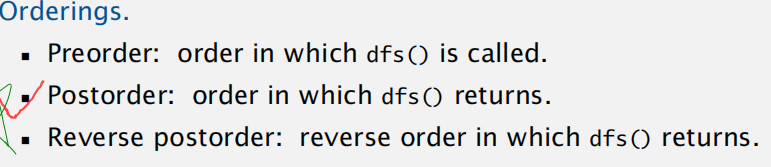 Orderings.
▪ Preorder: order in which dfs() is called.
▪ Postorder: order in which dfs() returns.
▪ Reverse postorder: reverse order in which dfs() returns.